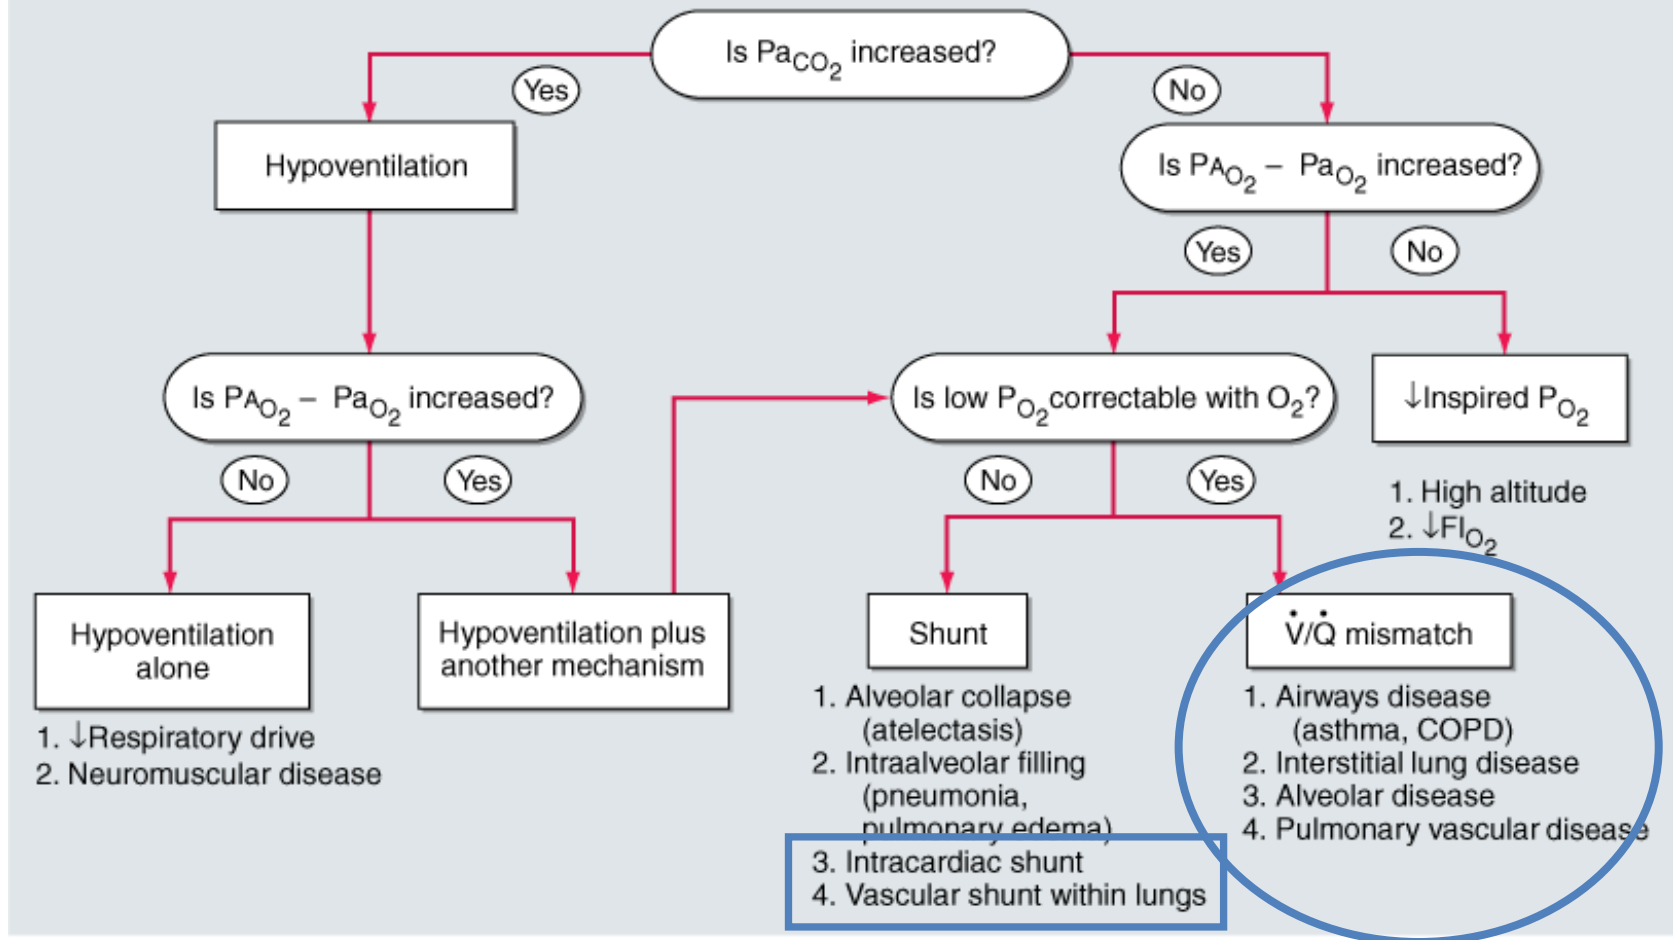 Is PaCO2 increased?
Yes
No
Hypoventilation
Is PAO2 – PaO2 increased?
Yes
No
Is PAO2 – PaO2 increased?
Is low PO2 correctable with O2?
↓Inspired PO2
No
Yes
No
Yes
1. High altitude
2. ↓FIO2
Hypoventilation
alone
Hypoventilation plus
another mechanism
Shunt
V̇/Q̇ mismatch
1. ↓Respiratory drive
2. Neuromuscular disease
1. Alveolar collapse
(atelectasis)
2. Intraalveolar filling
(pneumonia,
pulmonary edema)
3. Intracardiac shunt
4. Vascular shunt within lungs
1. Airways disease
(asthma, COPD)
2. Interstitial lung disease
3. Alveolar disease
4. Pulmonary vascular disease